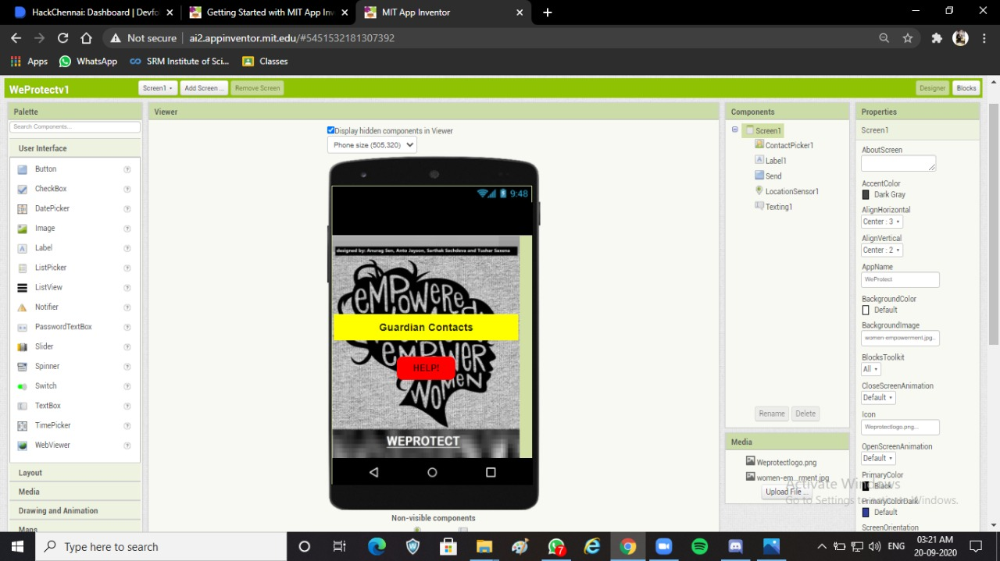 HackChennai: Dashboard | Devfo
Getting Started with MIT App Inv
MIT App Inventor
Not secure
ai2.appinventor.mit.edu/#5451532181307392
Apps
WhatsApp
SRM Institute of Sci...
Classes
WeProtectv1
Screen1
Add Screen ...
Remove Screen
Designer
Blocks
Palette
Search Components...
User Interface
Button
CheckBox
DatePicker
Image
Label
ListPicker
ListView
Notifier
PasswordTextBox
Slider
Spinner
Switch
TextBox
TimePicker
WebViewer
Layout
Media
Drawing and Animation
Maps
Viewer
Display hidden components in Viewer
Phone size (505,320)
9:48
designed by: Anurag Sen, Anto Jayson, Sarthak Sachdeva and Tushar Saxena
EMPOWERED
Guardian Contacts
EMPOWER
HELP!
WOMEN
WEPROTECT
Non-visible components
Components
Screen1
ContactPicker1
Label1
Send
LocationSensor1
Texting1
Rename
Delete
Media
Weprotectlogo.png
women-em...rment.jpg
Upload File ...
Properties
Screen1
AboutScreen
AccentColor
Dark Gray
AlignHorizontal
Center : 3
AlignVertical
Center : 2
AppName
WeProtect
BackgroundColor
Default
BackgroundImage
women-empowerment.jpg...
BlocksToolkit
All
CloseScreenAnimation
Default
Icon
Weprotectlogo.png...
OpenScreenAnimation
Default
PrimaryColor
Black
PrimaryColorDark
Default
ScreenOrientation
Activate Windows
Go to Settings to activate Windows.
Type here to search
7
ENG
03:21 AM
20-09-2020